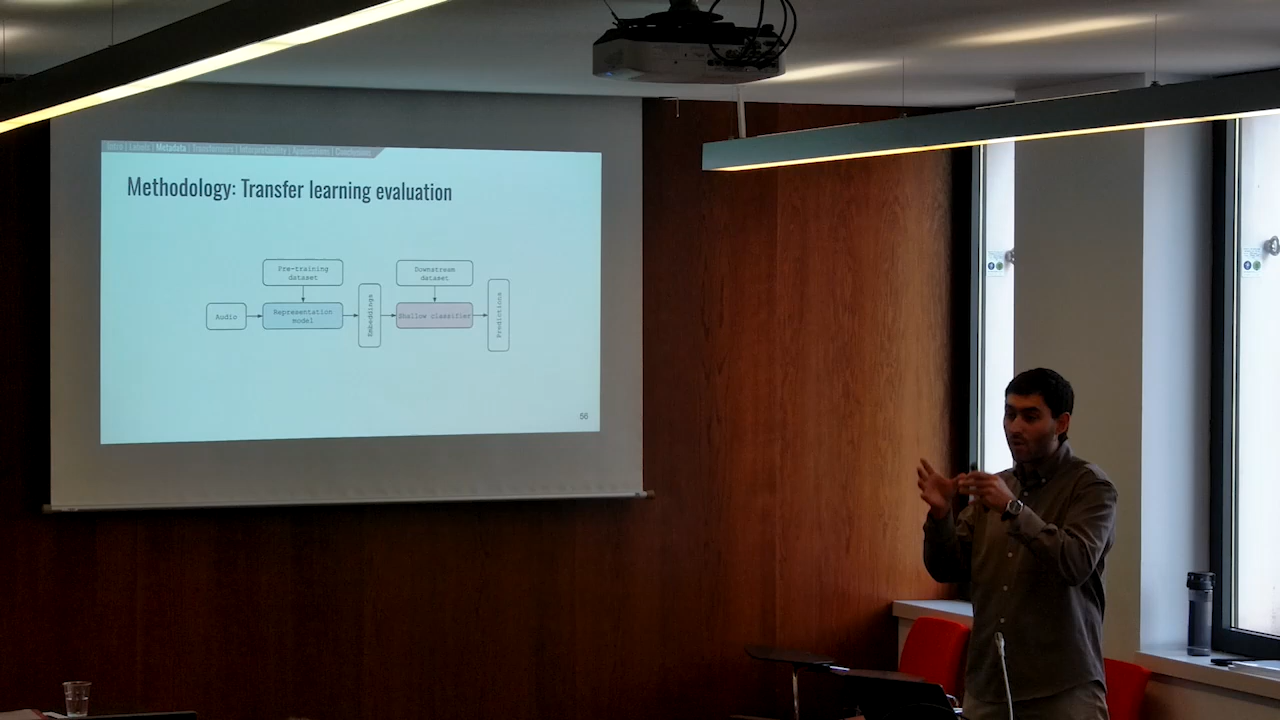 Intro | Labels | Metadata | Transformers | Interpretability | Applications | Conclusion
Methodology: Transfer learning evaluation
Pre-training
dataset
Downstream
dataset
Audio
Representation
model
Embeddings
Shallow classifier
Predictions
56